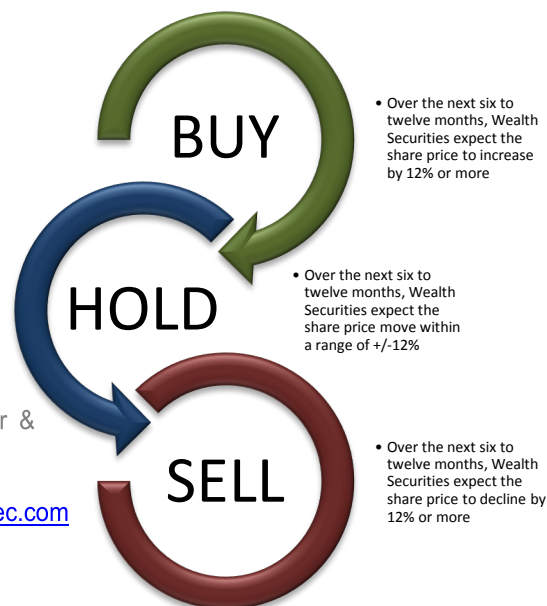 BUY
• Over the next six to
twelve months, Wealth
Securities expect the
share price to increase
by 12% or more
HOLD
• Over the next six to
twelve months, Wealth
Securities expect the
share price move within
a range of +/-12%
r &
SELL
• Over the next six to
twelve months, Wealth
Securities expect the
share price to decline by
12% or more
ec.com